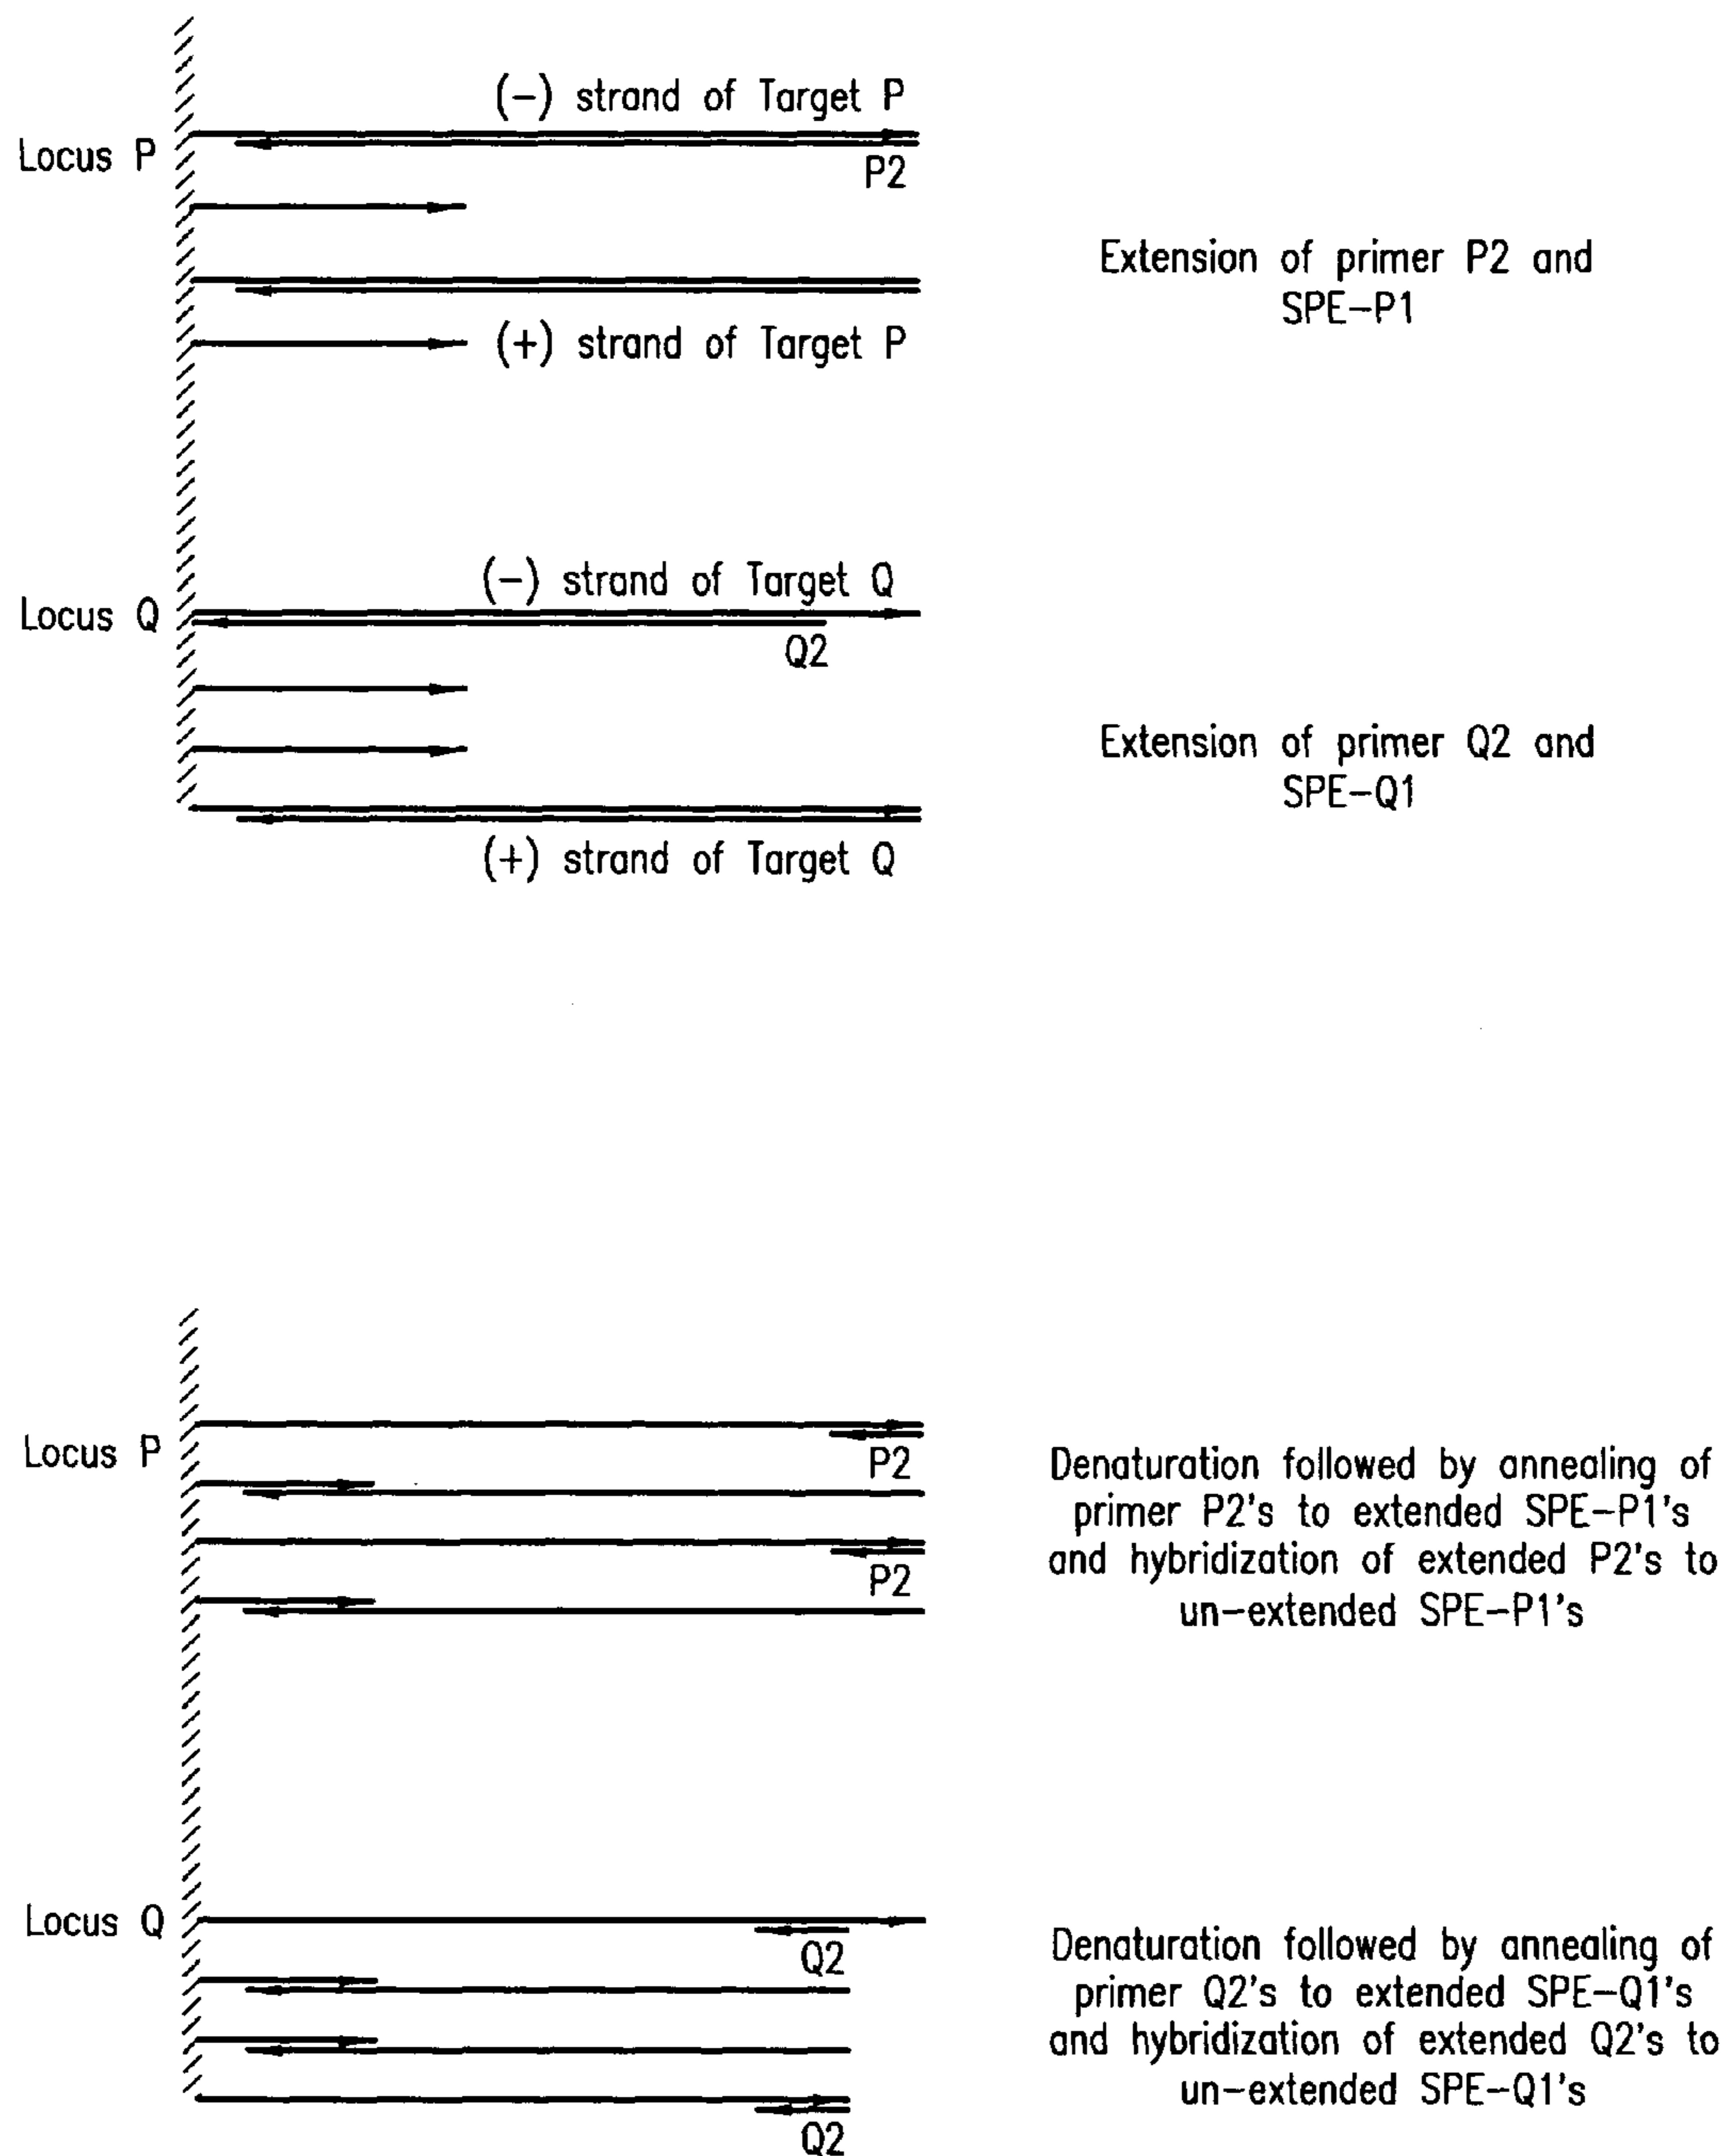 (-) strand of Target P
Locus P
P2
Extension of primer P2 and
SPE-P1
(+) strand of Target P
(-) strand of Target Q
Locus Q
Q2
Extension of primer Q2 and
SPE-Q1
(+) strand of Target Q
Locus P
P2
P2
Denaturation followed by annealing of
primer P2's to extended SPE-P1's
and hybridization of extended P2's to
un-extended SPE-P1's
Locus Q
Q2
Q2
Denaturation followed by annealing of
primer Q2's to extended SPE-Q1's
and hybridization of extended Q2's to
un-extended SPE-Q1's